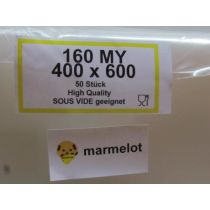 160 MY
400 x 600
50 Stück
High Quality
SOUS VIDE geeignet
marmelot